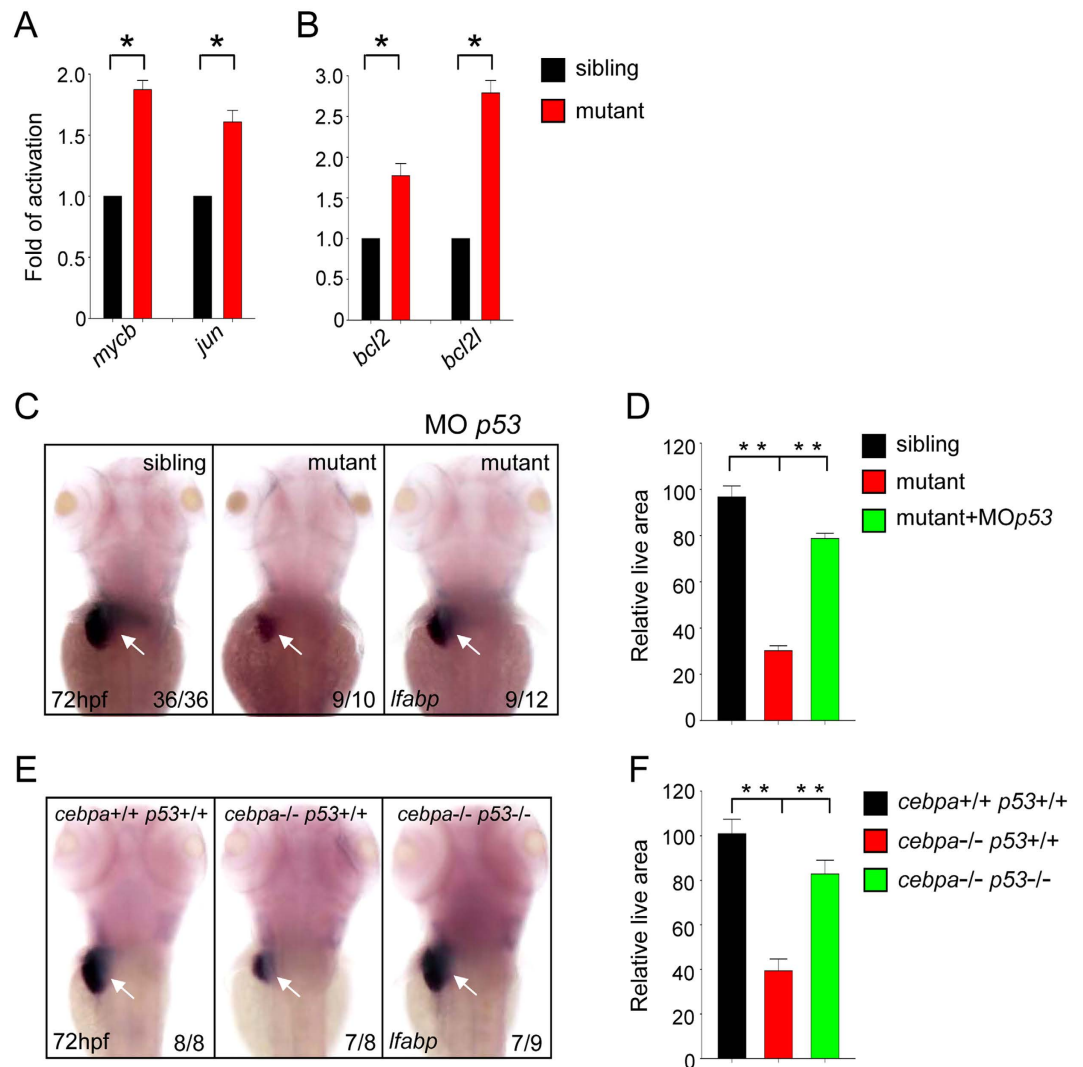 A
B
* *
* *
sibling
mutant
Fold of activation
2.0
1.5
1.0
0.5
0
mycb
jun
3.0
2.5
2.0
1.5
1.0
0.5
0
bcl2
bcl2l
C
MO p53
sibling
mutant
mutant
72hpf
36/36
9/10
lfabp
9/12
D
** **
Relative live area
120
100
80
60
40
20
0
sibling
mutant
mutant+MOp53
E
cebpa+/+ p53+/+
cebpa-/- p53+/+
cebpa-/- p53-/-
72hpf
8/8
7/8
lfabp
7/9
F
** **
Relative live area
120
100
80
60
40
20
0
cebpa+/+ p53+/+
cebpa-/- p53+/+
cebpa-/- p53-/-